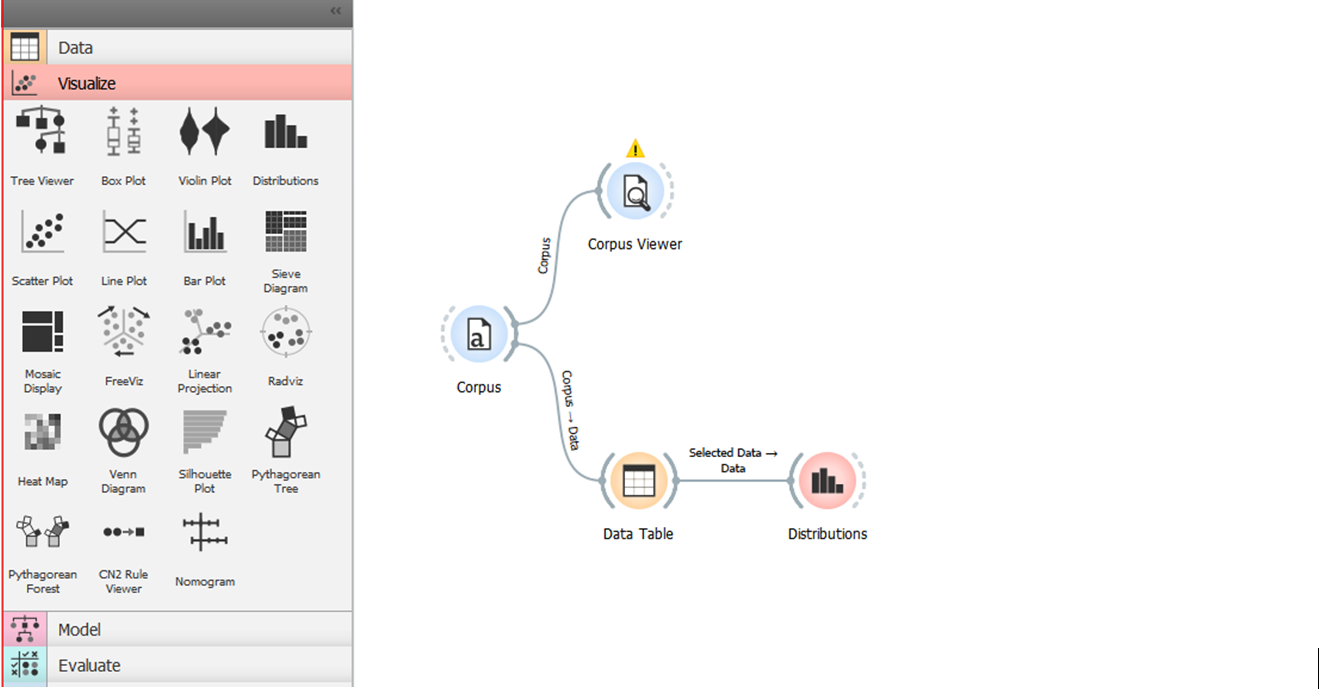 «
Data
Visualize
Tree Viewer
Box Plot
Violin Plot
Distributions
Scatter Plot
Line Plot
Bar Plot
Sieve
Diagram
Mosaic
Display
FreeViz
Linear
Projection
Radviz
Heat Map
Venn
Diagram
Silhouette
Plot
Pythagorean
Tree
Pythagorean
Forest
CN2 Rule
Viewer
Nomogram
Model
Evaluate
Corpus Viewer
Corpus
a
Corpus
Corpus → Data
Data Table
Selected Data →
Data
Distributions